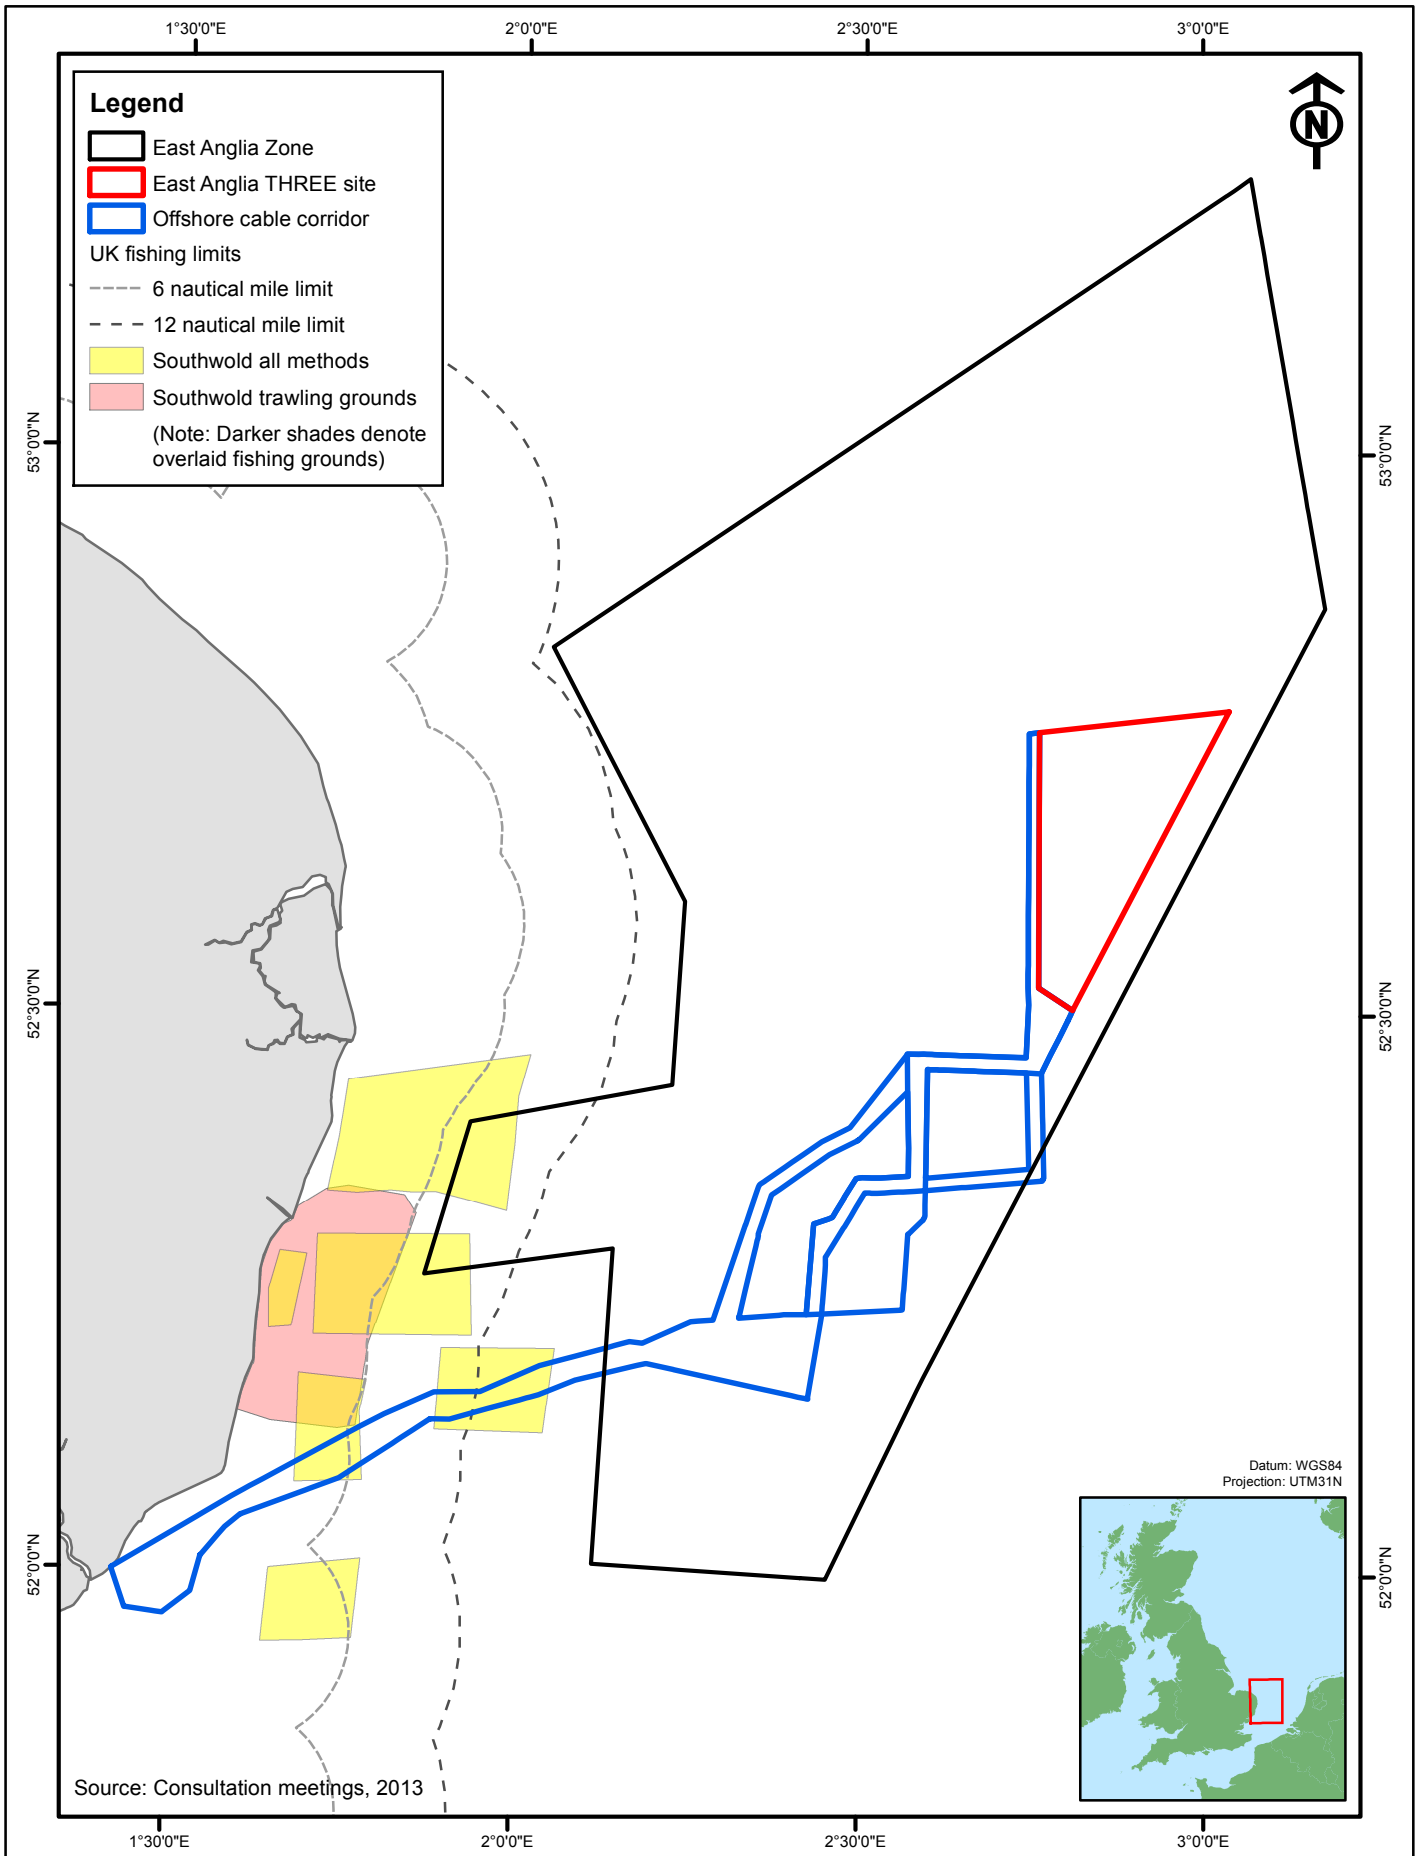 1°30'0"E 2°0'0"E 2°30'0"E 3°0'0"E
Legend
East Anglia Zone
East Anglia THREE site
Offshore cable corridor
UK fishing limits
6 nautical mile limit
12 nautical mile limit
Southwold all methods
Southwold trawling grounds
(Note: Darker shades denote
overlaid fishing grounds)
N
53°0'0"N
53°0'0"N
52°30'0"N
52°30'0"N
52°0'0"N
52°0'0"N
Datum: WGS84
Projection: UTM31N
Source: Consultation meetings, 2013
1°30'0"E 2°0'0"E 2°30'0"E 3°0'0"E